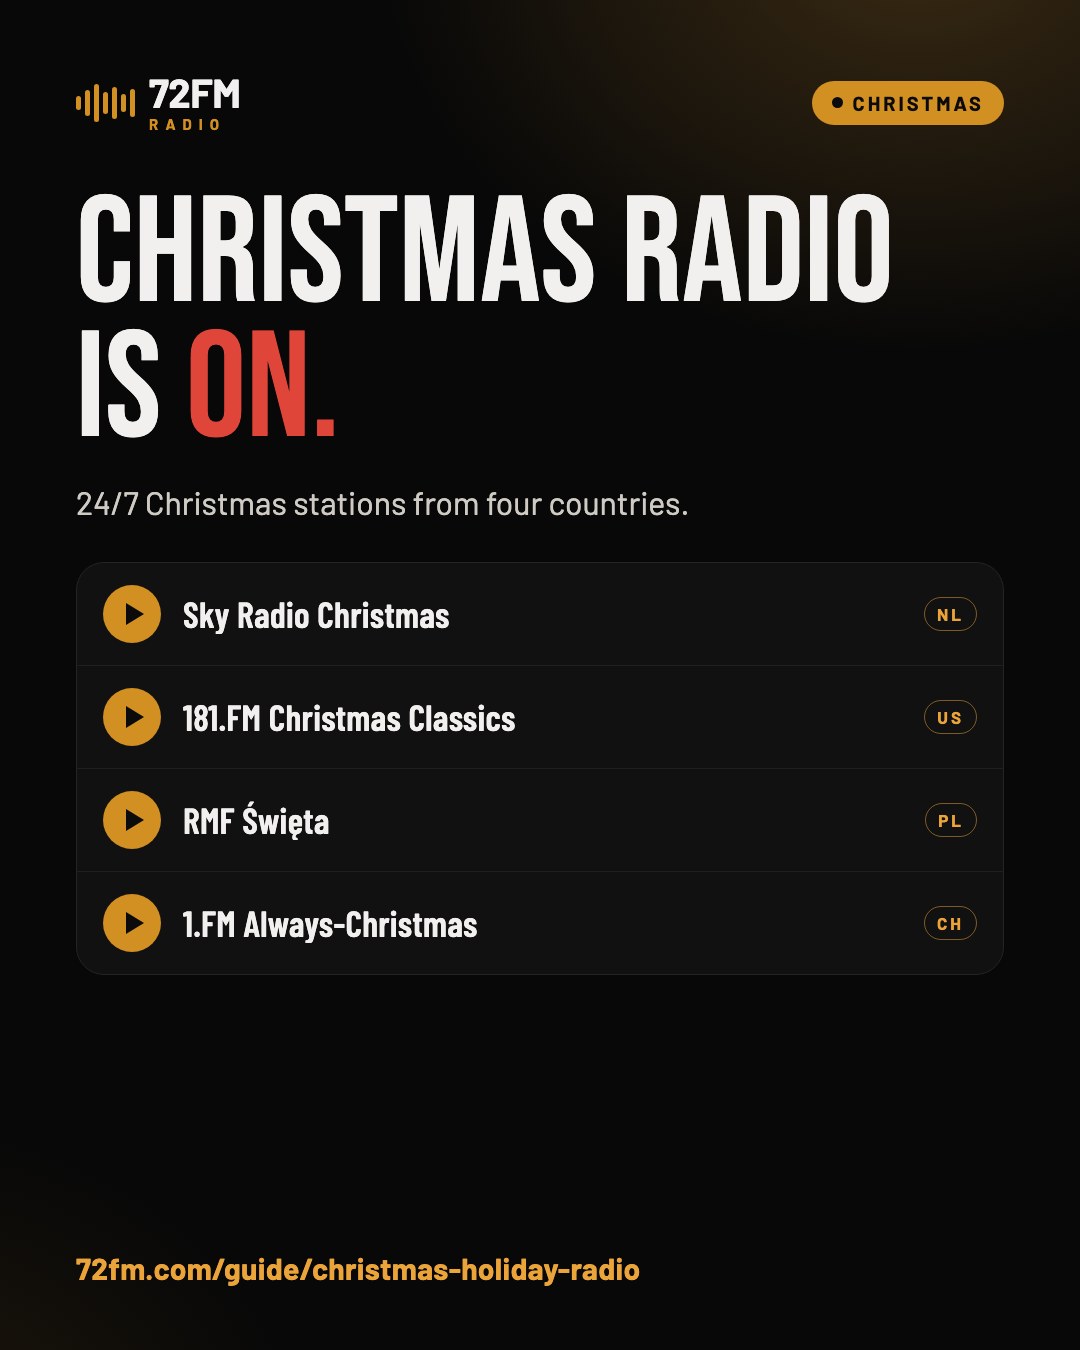 72FM
RADIO
CHRISTMAS
CHRISTMAS RADIO
IS ON.
24/7 Christmas stations from four countries.
Sky Radio Christmas NL
181.FM Christmas Classics US
RMF Święta PL
1.FM Always-Christmas CH
72fm.com/guide/christmas-holiday-radio